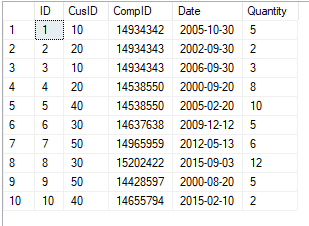 ID CusID CompID Date Quantity
1 1 10 14934342 2005-10-30 5
2 2 20 14934343 2002-09-30 2
3 3 10 14934343 2006-09-30 3
4 4 20 14538550 2000-09-20 8
5 5 40 14538550 2005-02-20 10
6 6 30 14637638 2009-12-12 5
7 7 50 14965959 2012-05-13 6
8 8 30 15202422 2015-09-03 12
9 9 50 14428597 2000-08-20 5
10 10 40 14655794 2015-02-10 2